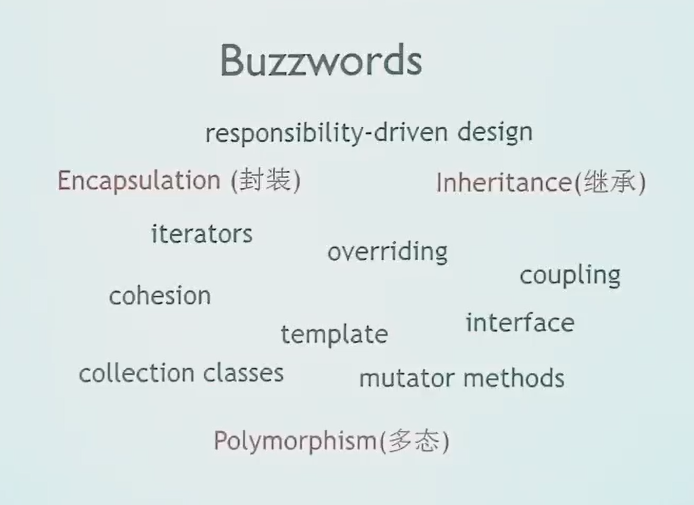 Buzzwords
responsibility-driven design
Encapsulation (封装)
Inheritance(继承)
iterators
overriding
coupling
cohesion
interface
template
collection classes
mutator methods
Polymorphism(多态)